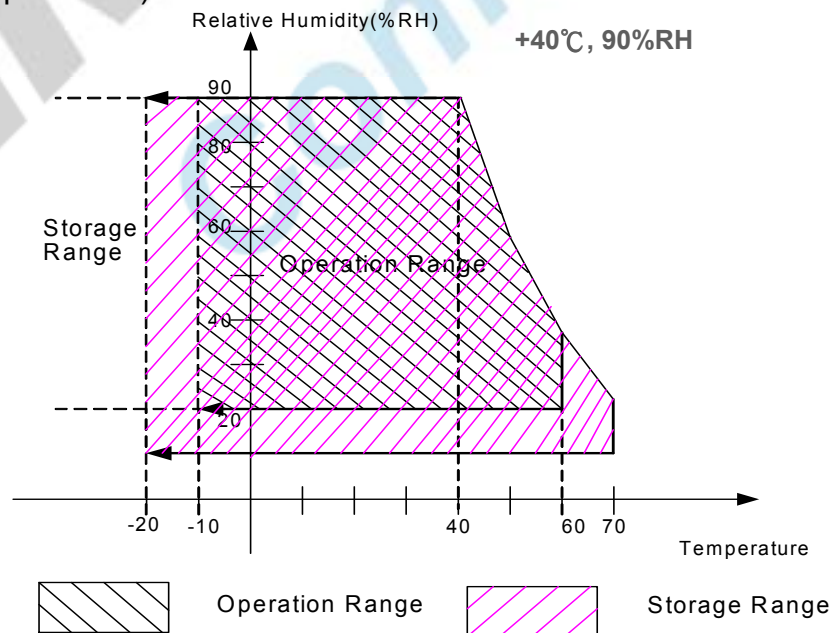 Relative Humidity(%RH)
+40℃, 90%RH
90
80
Storage
Range
60
Operation Range
40
20
-20 -10 40 60 70
Temperature
Operation Range Storage Range